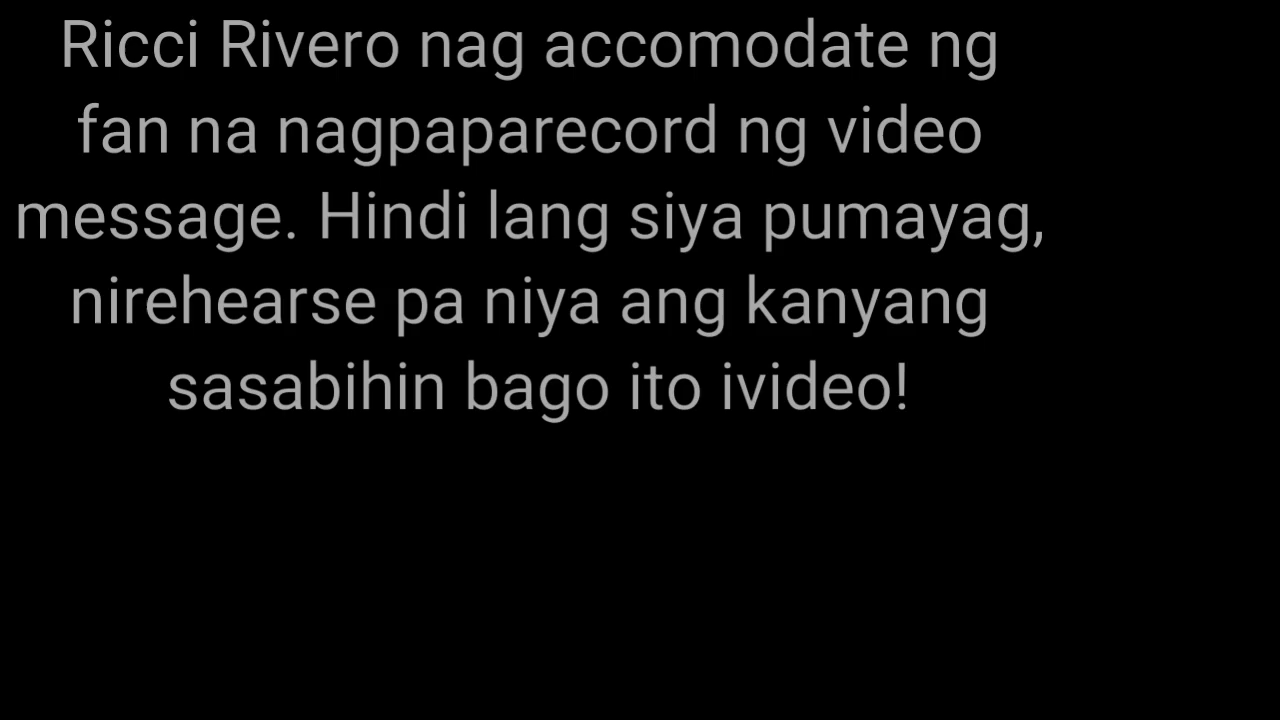 Ricci Rivero nag accomodate ng
fan na nagpaparecord ng video
message. Hindi lang siya pumayag,
nirehearse pa niya ang kanyang
sasabihin bago ito ivideo!